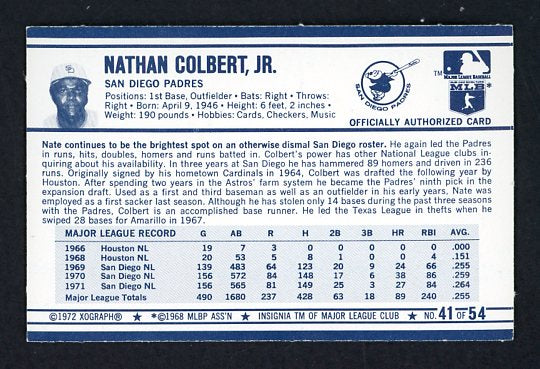 NATHAN COLBERT, JR.
SAN DIEGO PADRES
Positions: 1st Base, Outfielder • Bats: Right • Throws:
Right • Born: April 9, 1946 • Height: 6 feet, 2 inches •
Weight: 190 pounds • Hobbies: Cards, Checkers, Music
SAN DIEGO PADRES
TM
MAJOR LEAGUE BASEBALL
MLB*
OFFICIALLY AUTHORIZED CARD
Nate continues to be the brightest spot on an otherwise dismal San Diego roster. He again led the Padres
in runs, hits, doubles, homers and runs batted in. Colbert's power has other National League clubs in-
quiring about his availability. In three years at San Diego he has hammered 89 homers and driven in 236
runs. Originally signed by his hometown Cardinals in 1964, Colbert was drafted the following year by
Houston. After spending two years in the Astros' farm system he became the Padres' ninth pick in the
expansion draft. Used as a first and third baseman as well as an outfielder in his early years, Nate was
employed as a first sacker last season. Although he has stolen only 14 bases during the past three seasons
with the Padres, Colbert is an accomplished base runner. He led the Texas League in thefts when he
swiped 28 bases for Amarillo in 1967.
MAJOR LEAGUE RECORD G AB R H 2B 3B HR RBI AVG.
1966 Houston NL 19 7 3 0 0 0 0 0 .000
1968 Houston NL 20 53 5 8 1 0 0 4 .151
1969 San Diego NL 139 483 64 123 20 9 24 66 .255
1970 San Diego NL 156 572 84 148 17 6 38 86 .259
1971 San Diego NL 156 565 81 149 25 3 27 84 .264
Major League Totals 490 1680 237 428 63 18 89 240 .255
©1972 XOGRAPH® ★ *©1968 MLBP ASS'N ★ INSIGNIA TM OF MAJOR LEAGUE CLUB ★ NO. 41 OF 54